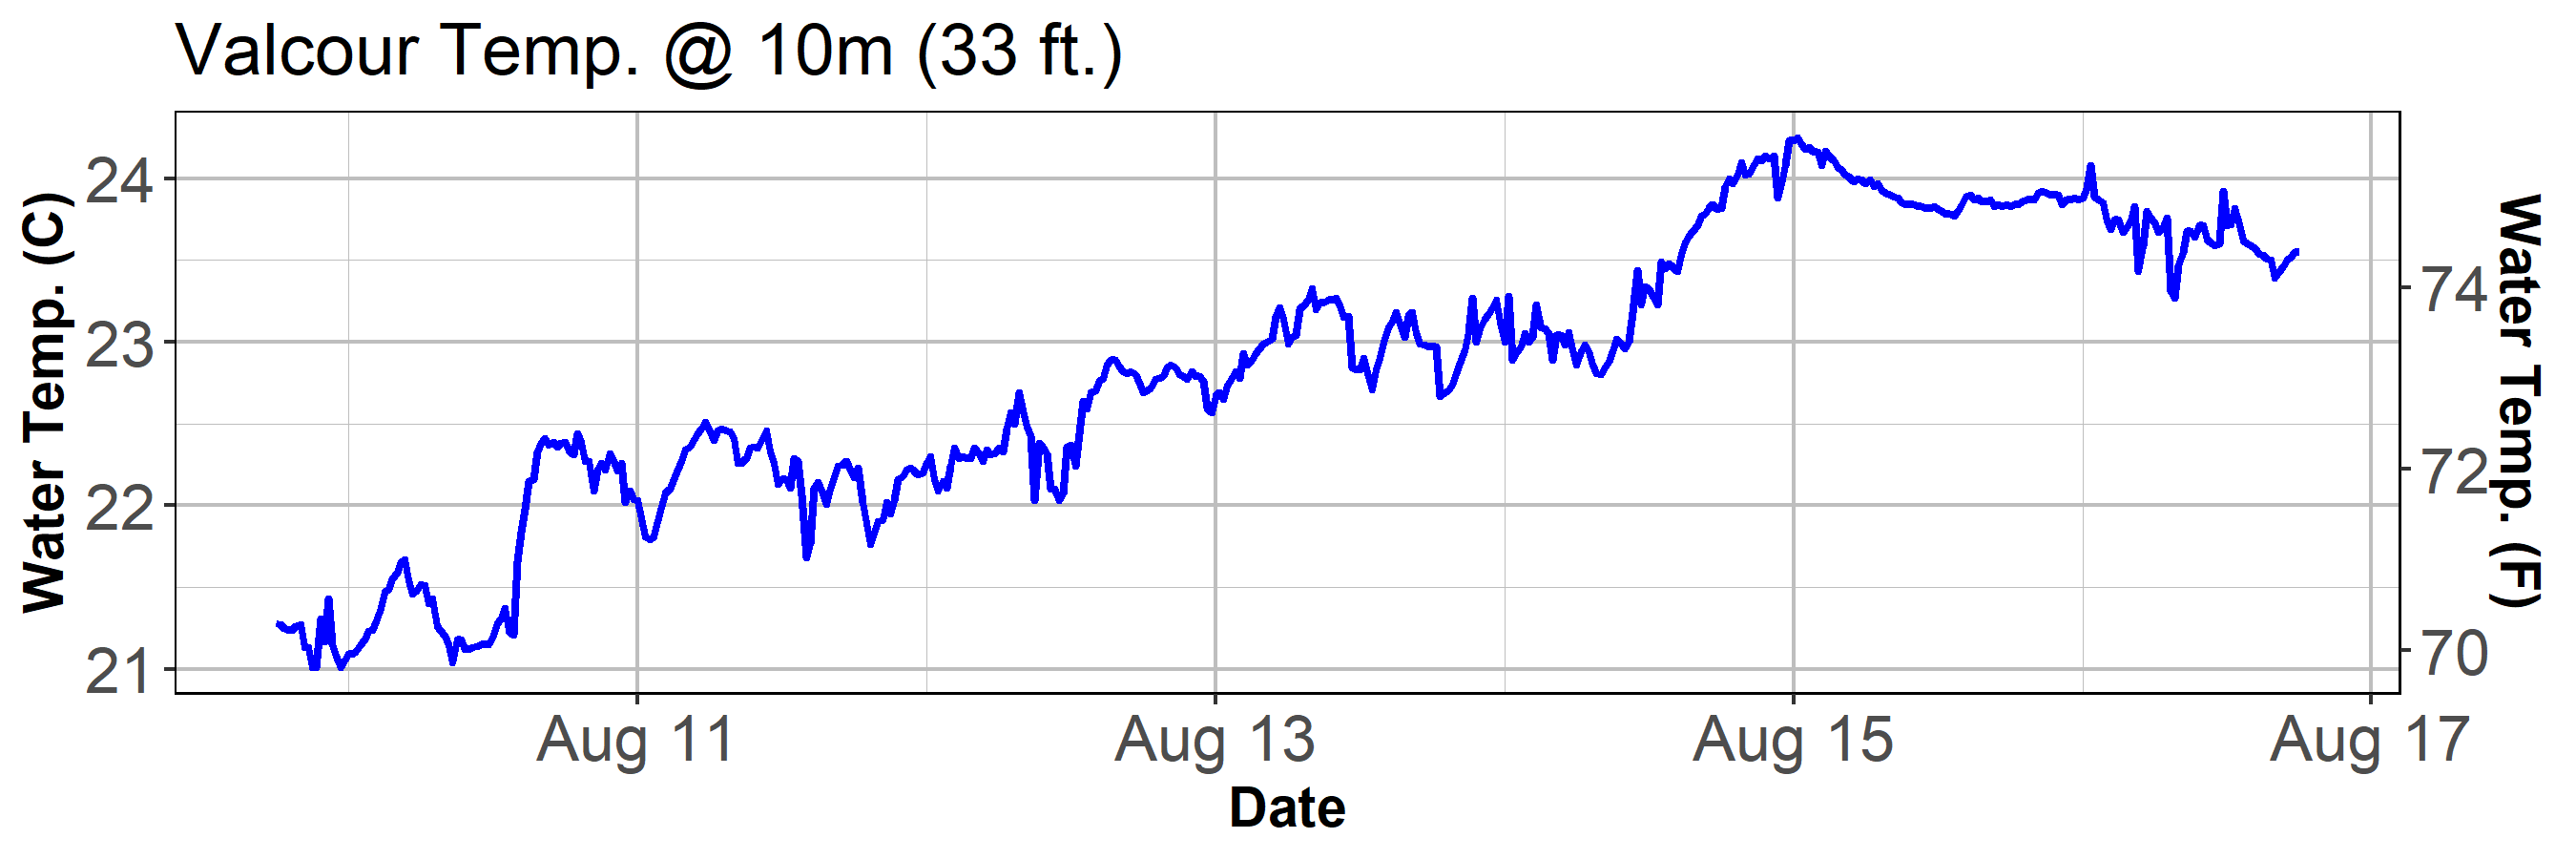 Valcour Temp. @ 10m (33 ft.)
Water Temp. (C)
24
23
22
21
74
72
70
Water Temp. (F)
Aug 11
Aug 13
Aug 15
Aug 17
Date